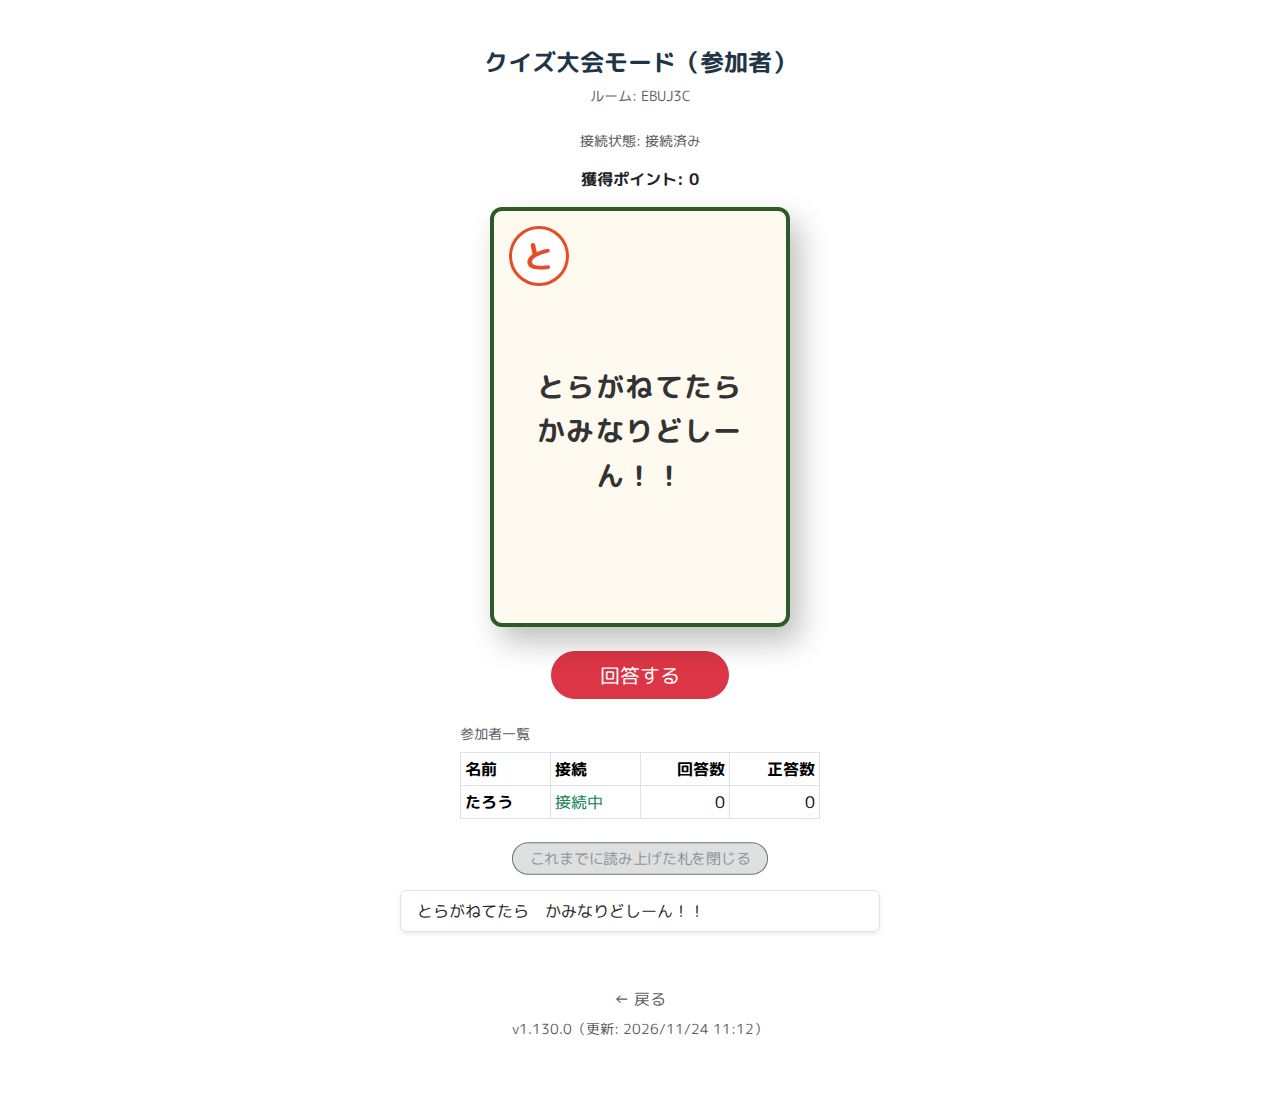 クイズ大会モード（参加者）
ルーム: EBUJ3C
接続状態: 接続済み
獲得ポイント: 0
と
とらがねてたら
かみなりどしー
ん！！
回答する
参加者一覧
名前 接続 回答数 正答数
たろう 接続中 0 0
これまでに読み上げた札を閉じる
とらがねてたら　かみなりどしーん！！
← 戻る
v1.130.0（更新: 2026/11/24 11:12）